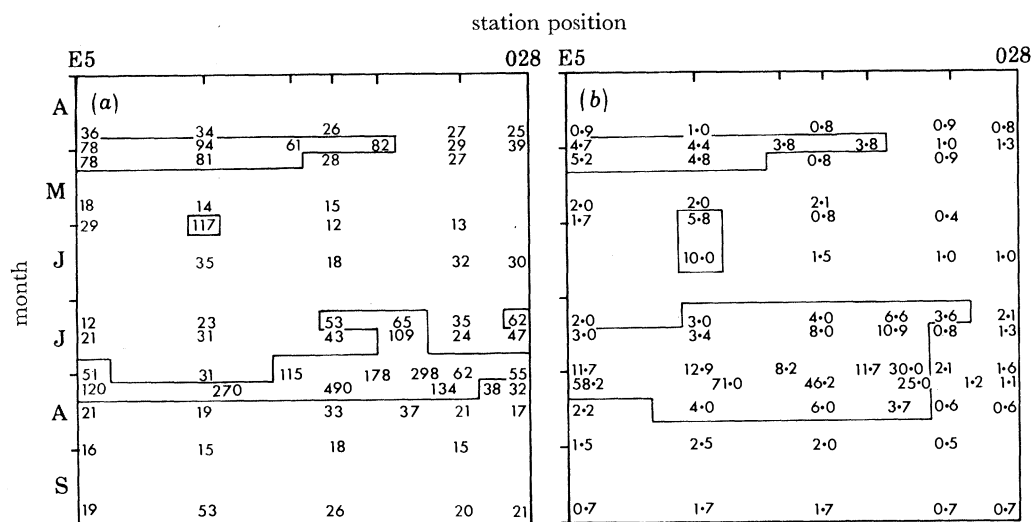 station position
E5 028 E5 028
month
A (a) (b)
36 34 26 27 25 0·9 1·0 0·8 0·9 0·8
78 94 61 82 29 39 4·7 4·4 3·8 3·8 1·0 1·3
78 81 28 27 5·2 4·8 0·8 0·9
M
18 14 15 2·0 2·0 2·1
29 117 12 13 1·7 5·8 0·8 0·4
J 35 18 32 30 10·0 1·5 1·0 1·0
12 23 53 65 35 62 2·0 3·0 4·0 6·6 3·6 2·1
J 21 31 43 109 24 47 3·0 3·4 8·0 10·9 0·8 1·3
51 31 115 178 298 62 55 11·7 12·9 8·2 11·7 30·0 2·1 1·6
120 270 490 134 38 32 58·2 71·0 46·2 25·0 1·2 1·1
A 21 19 33 37 21 17 2·2 4·0 6·0 3·7 0·6 0·6
16 15 18 15 1·5 2·5 2·0 0·5
S
19 53 26 20 21 0·7 1·7 1·7 0·7 0·7